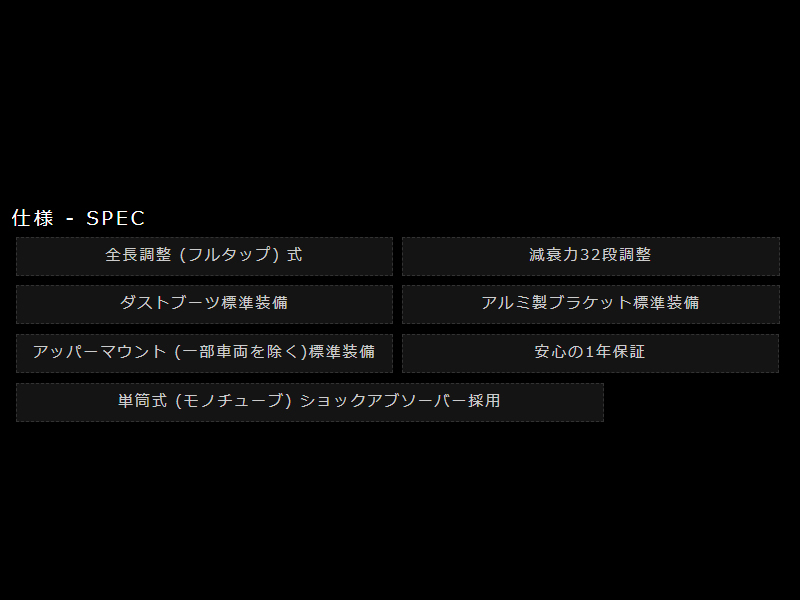 仕様 - SPEC
全長調整 (フルタップ) 式
減衰力32段調整
ダストブーツ標準装備
アルミ製ブラケット標準装備
アッパーマウント (一部車両を除く)標準装備
安心の1年保証
単筒式 (モノチューブ) ショックアブソーバー採用